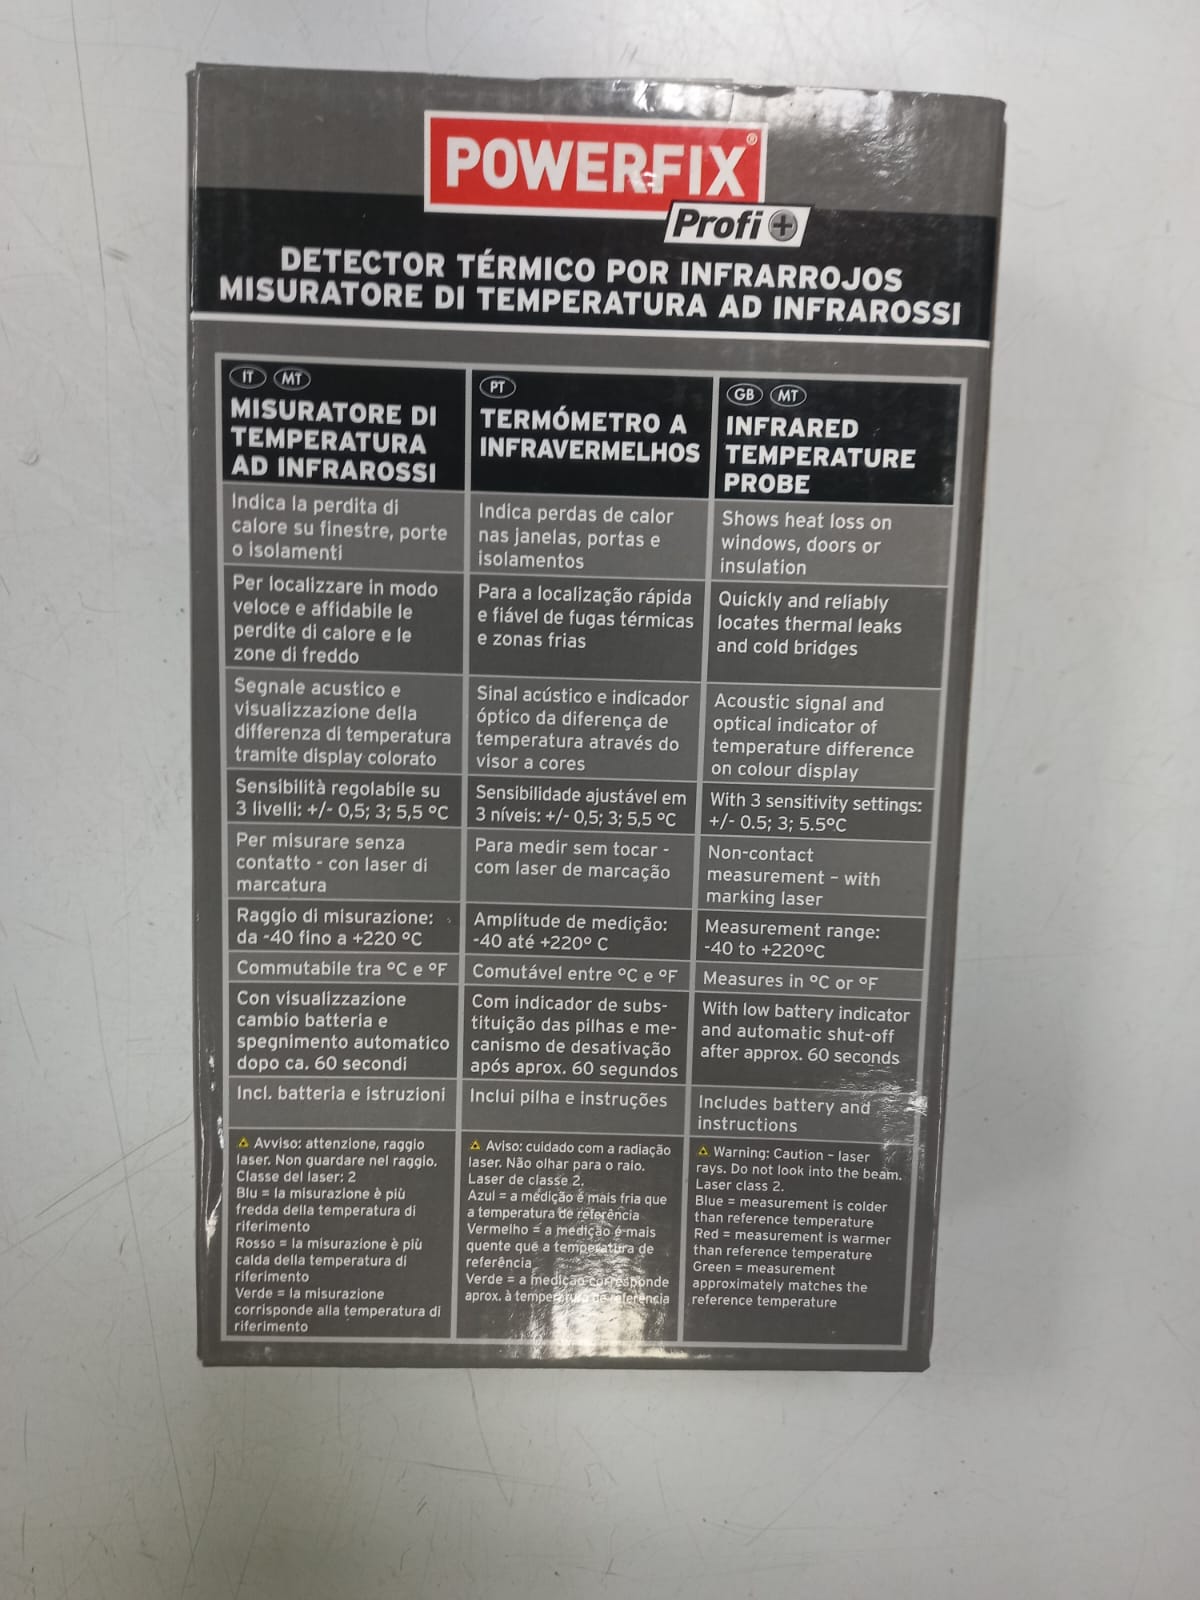 POWERFIX®
Profi+
DETECTOR TÉRMICO POR INFRARROJOS
MISURATORE DI TEMPERATURA AD INFRAROSSI
IT MT
MISURATORE DI
TEMPERATURA
AD INFRAROSSI
Indica la perdita di
calore su finestre, porte
o isolamenti
Per localizzare in modo
veloce e affidabile le
perdite di calore e le
zone di freddo
Segnale acustico e
visualizzazione della
differenza di temperatura
tramite display colorato
Sensibilità regolabile su
3 livelli: +/- 0,5; 3; 5,5 ºC
Per misurare senza
contatto - con laser di
marcatura
Raggio di misurazione:
da -40 fino a +220 ºC
Commutabile tra ºC e ºF
Con visualizzazione
cambio batteria e
spegnimento automatico
dopo ca. 60 secondi
Incl. batteria e istruzioni
Avviso: attenzione, raggio
laser. Non guardare nel raggio.
Classe del laser: 2
Blu = la misurazione è più
fredda della temperatura di
riferimento
Rosso = la misurazione è più
calda della temperatura di
riferimento
Verde = la misurazione
corrisponde alla temperatura di
riferimento
PT
TERMÓMETRO A
INFRAVERMELHOS
Indica perdas de calor
nas janelas, portas e
isolamentos
Para a localização rápida
e fiável de fugas térmicas
e zonas frias
Sinal acústico e indicador
óptico da diferença de
temperatura através do
visor a cores
Sensibilidade ajustável em
3 níveis: +/- 0,5; 3; 5,5 ºC
Para medir sem tocar -
com laser de marcação
Amplitude de medição:
-40 até +220º C
Comutável entre ºC e ºF
Com indicador de subs-
tituição das pilhas e me-
canismo de desativação
após aprox. 60 segundos
Inclui pilha e instruções
Aviso: cuidado com a radiação
laser. Não olhar para o raio.
Laser de classe 2.
Azul = a medição é mais fria que
a temperatura de referência
Vermelho = a medição é mais
quente que a temperatura de
referência
Verde = a medição corresponde
aprox. à temperatura de referência
GB MT
INFRARED
TEMPERATURE
PROBE
Shows heat loss on
windows, doors or
insulation
Quickly and reliably
locates thermal leaks
and cold bridges
Acoustic signal and
optical indicator of
temperature difference
on colour display
With 3 sensitivity settings:
+/- 0.5; 3; 5.5ºC
Non-contact
measurement – with
marking laser
Measurement range:
-40 to +220ºC
Measures in ºC or ºF
With low battery indicator
and automatic shut-off
after approx. 60 seconds
Includes battery and
instructions
Warning: Caution – laser
rays. Do not look into the beam.
Laser class 2.
Blue = measurement is colder
than reference temperature
Red = measurement is warmer
than reference temperature
Green = measurement
approximately matches the
reference temperature